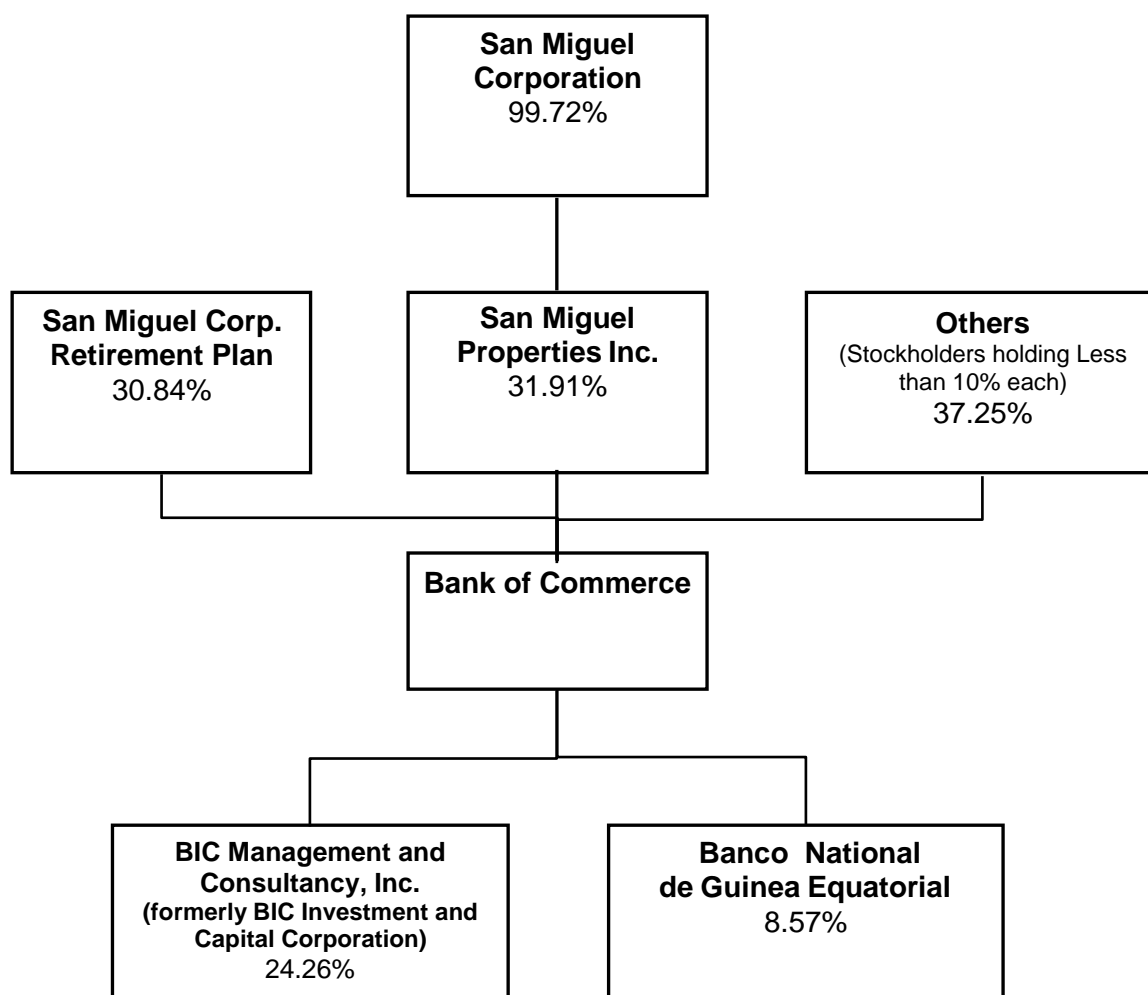 San Miguel
Corporation
99.72%
San Miguel Corp.
Retirement Plan
30.84%
San Miguel
Properties Inc.
31.91%
Others
(Stockholders holding Less
than 10% each)
37.25%
Bank of Commerce
BIC Management and
Consultancy, Inc.
(formerly BIC Investment and
Capital Corporation)
24.26%
Banco National
de Guinea Equatorial
8.57%